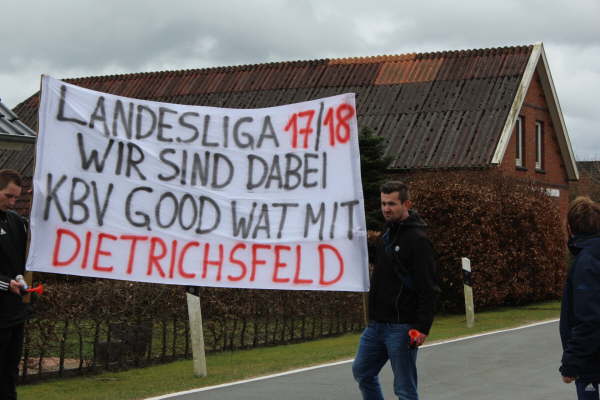 LANDESLIGA 17/18
WIR SIND DABEI
KBV GOOD WAT MIT
DIETRICHSFELD